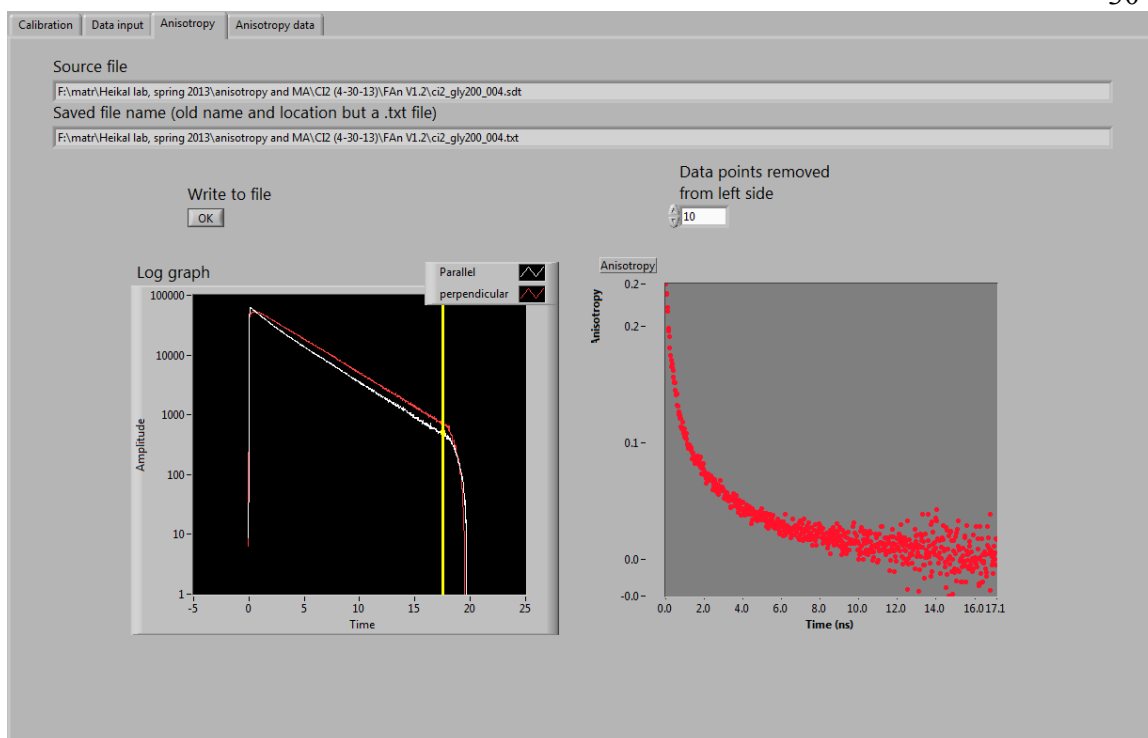 Calibration Data input Anisotropy Anisotropy data
Source file
F:\matr\Heikal lab, spring 2013\anisotropy and MA\CI2 (4-30-13)\FAn V1.2\ci2_gly200_004.sdt
Saved file name (old name and location but a .txt file)
F:\matr\Heikal lab, spring 2013\anisotropy and MA\CI2 (4-30-13)\FAn V1.2\ci2_gly200_004.txt
Write to file
OK
Data points removed
from left side
10
Log graph
Parallel
perpendicular
Amplitude
100000
10000
1000
100
10
1
-5 0 5 10 15 20 25
Time
Anisotropy
Anisotropy
0.2
0.2
0.1
0.0
-0.0
0.0 2.0 4.0 6.0 8.0 10.0 12.0 14.0 16.0 17.1
Time (ns)